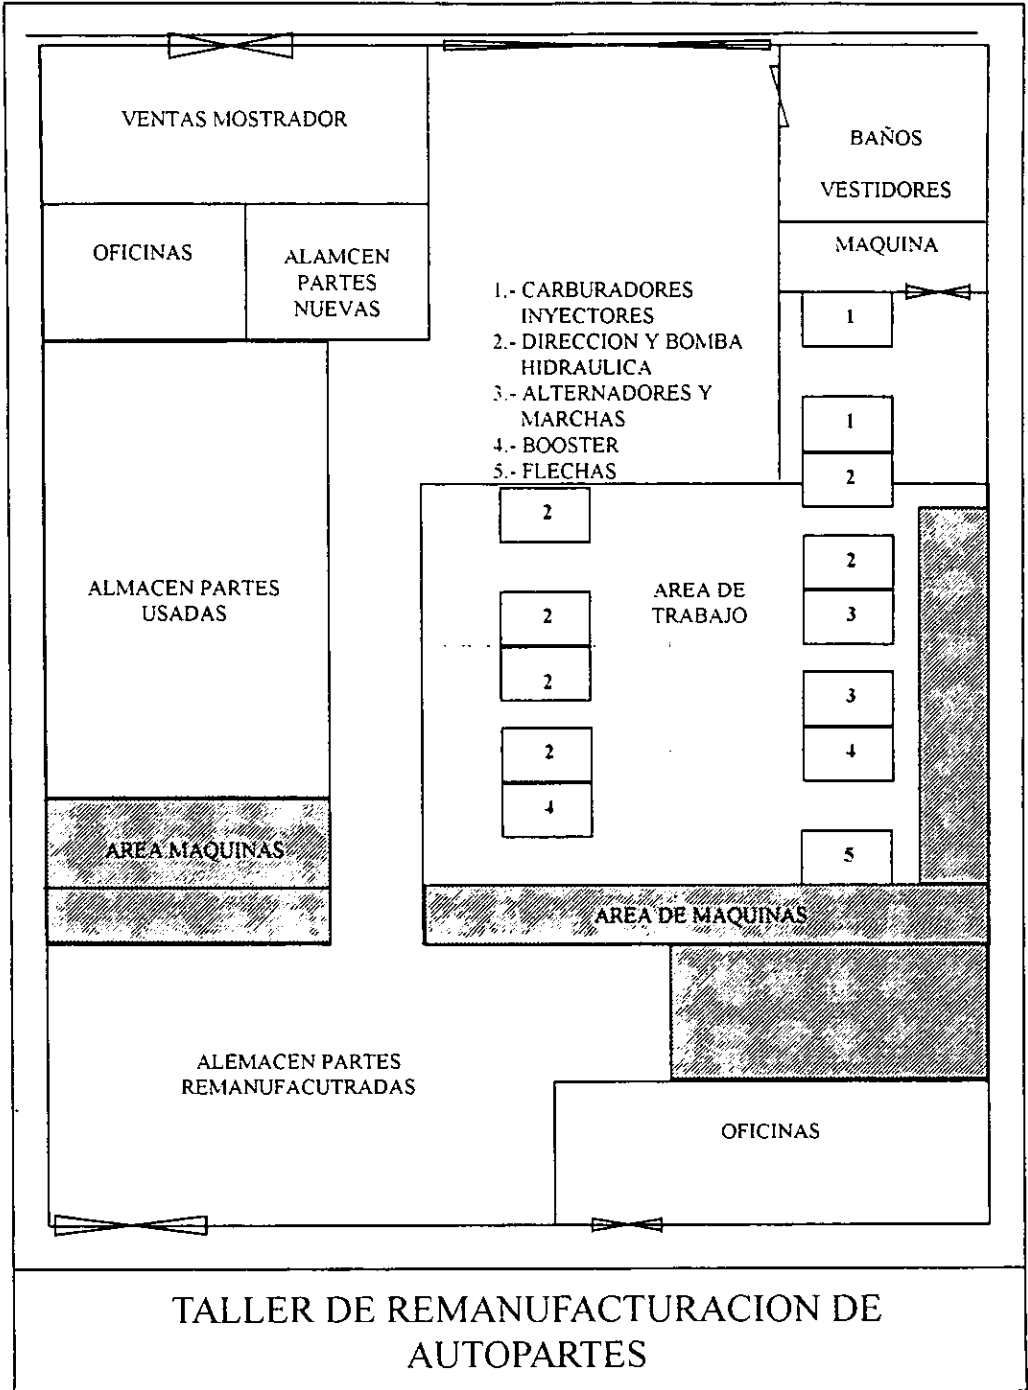 VENTAS MOSTRADOR
BAÑOS
VESTIDORES
OFICINAS
ALAMCEN
PARTES
NUEVAS
MAQUINA
1.- CARBURADORES
INYECTORES
2.- DIRECCION Y BOMBA
HIDRAULICA
3.- ALTERNADORES Y
MARCHAS
4.- BOOSTER
5.- FLECHAS
1
1
2
2
3
3
4
5
2
2
2
2
4
AREA DE
TRABAJO
ALMACEN PARTES
USADAS
AREA MAQUINAS
AREA DE MAQUINAS
ALEMACEN PARTES
REMANUFACUTRADAS
OFICINAS
TALLER DE REMANUFACTURACION DE
AUTOPARTES